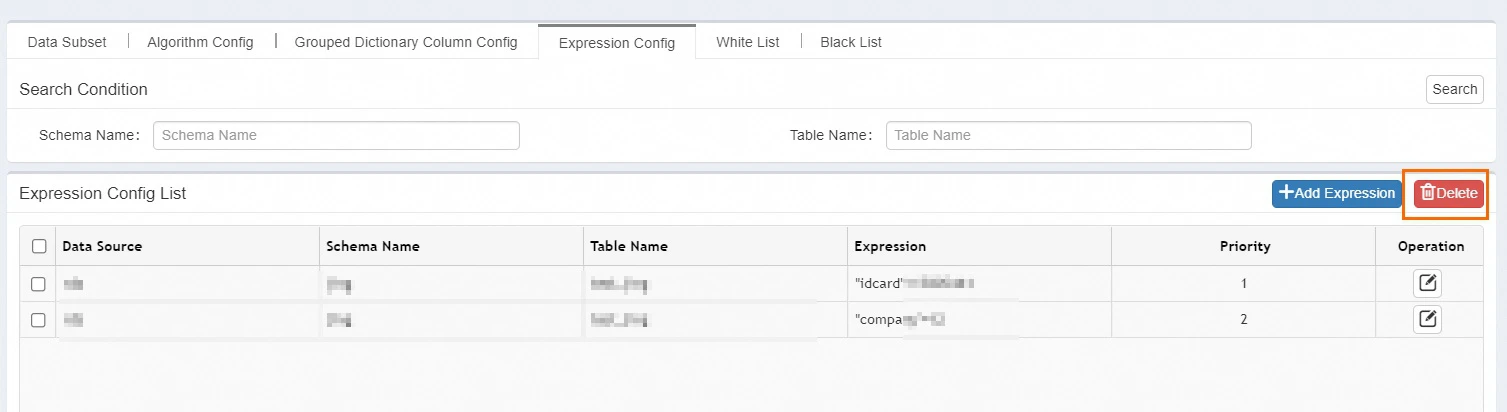 Data Subset Algorithm Config Grouped Dictionary Column Config Expression Config White List Black List
Search Condition Search
Schema Name: Schema Name Table Name: Table Name
Expression Config List Add Expression Delete
Data Source Schema Name Table Name Expression Priority Operation
"idcard" 1
2